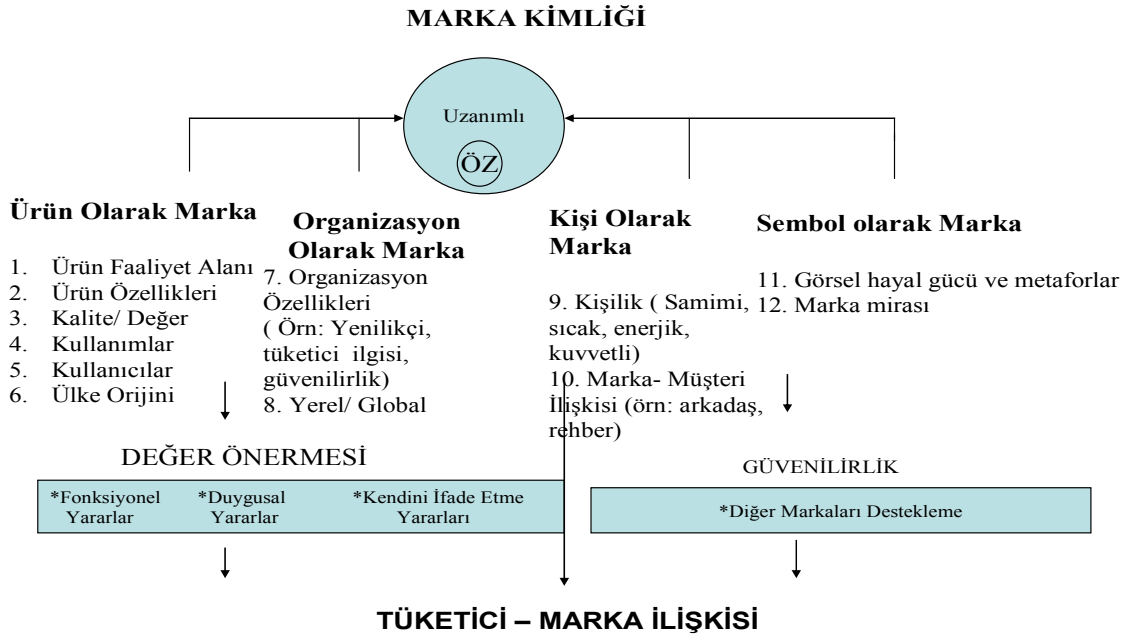 MARKA KİMLİĞİ
Uzanımlı
ÖZ
Ürün Olarak Marka
1. Ürün Faaliyet Alanı
2. Ürün Özellikleri
3. Kalite/ Değer
4. Kullanımlar
5. Kullanıcılar
6. Ülke Orijini
Organizasyon
Olarak Marka
7. Organizasyon
Özellikleri
( Örn: Yenilikçi,
tüketici ilgisi,
güvenilirlik)
8. Yerel/ Global
Kişi Olarak
Marka
9. Kişilik ( Samimi,
sıcak, enerjik,
kuvvetli)
10. Marka- Müşteri
İlişkisi (örn: arkadaş,
rehber)
Sembol olarak Marka
11. Görsel hayal gücü ve metaforlar
12. Marka mirası
DEĞER ÖNERMESİ
*Fonksiyonel
Yararlar
*Duygusal
Yararlar
*Kendini İfade Etme
Yararları
GÜVENİLİRLİK
*Diğer Markaları Destekleme
TÜKETİCİ – MARKA İLİŞKİSİ